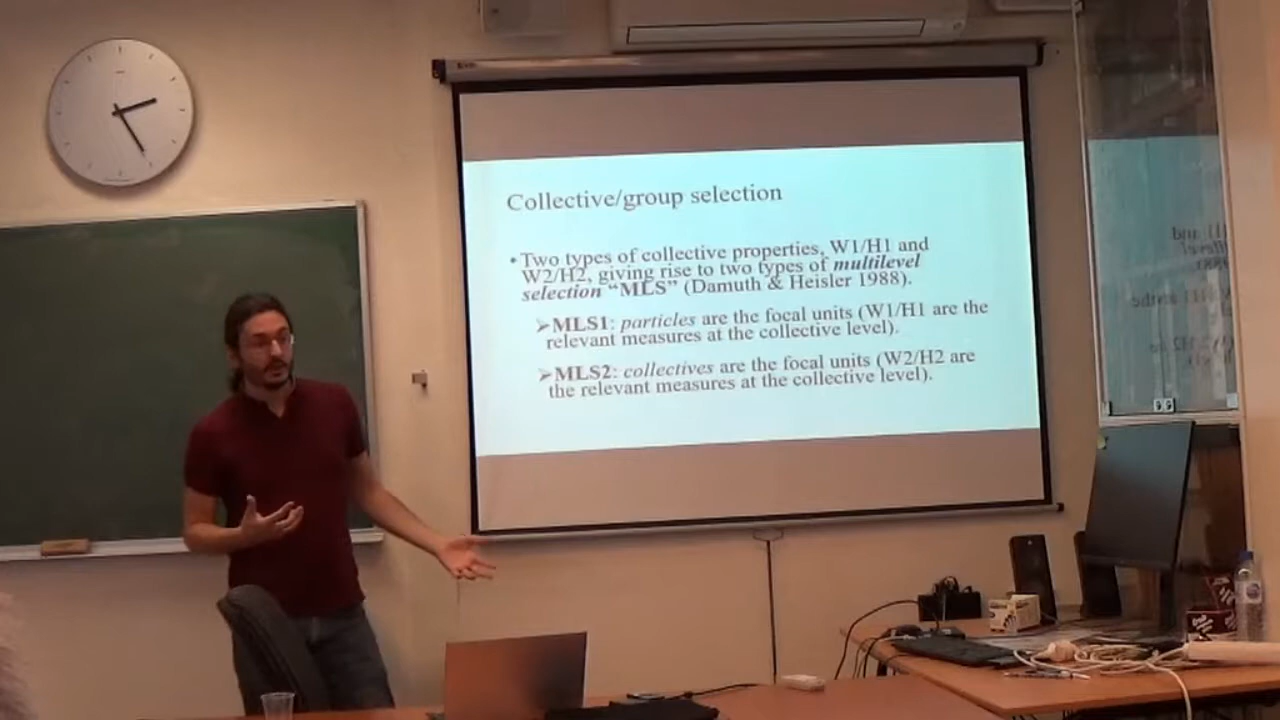 Collective/group selection
•Two types of collective properties, W1/H1 and
W2/H2, giving rise to two types of multilevel
selection “MLS” (Damuth & Heisler 1988).
➢MLS1: particles are the focal units (W1/H1 are the
relevant measures at the collective level).
➢MLS2: collectives are the focal units (W2/H2 are
the relevant measures at the collective level).